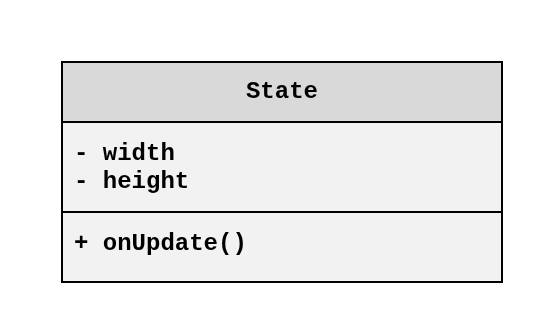 State
- width
- height
+ onUpdate()